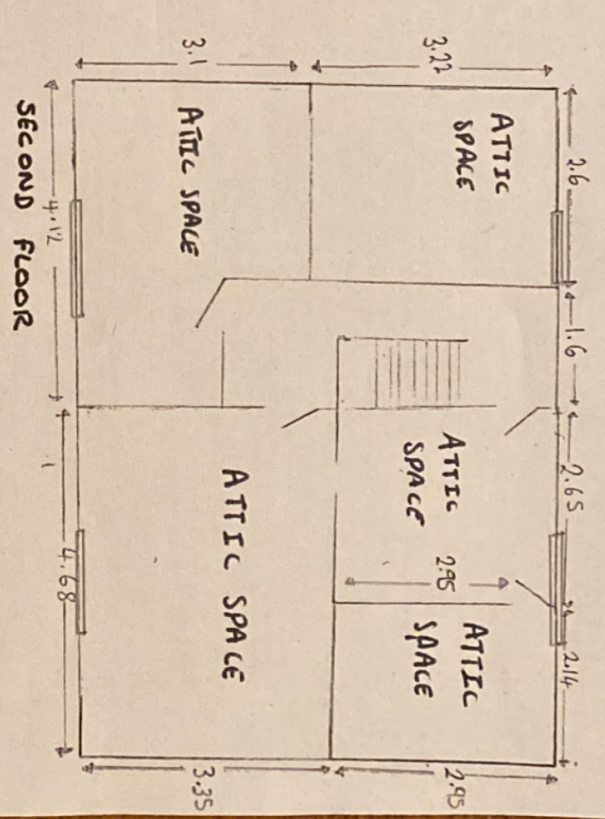 2.6
1.6
2.65
2.14
3.22
ATTIC
SPACE
ATTIC
SPACE
2.95
ATTIC
SPACE
2.95
3.1
ATTIC SPACE
ATTIC SPACE
3.35
4.12
4.68
SECOND FLOOR